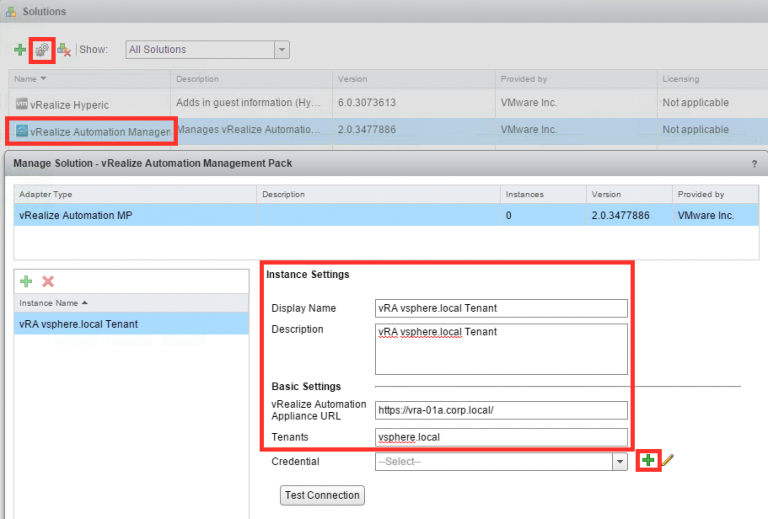 Solutions
Show: All Solutions
Name Description Version Provided by Licensing
vRealize Hyperic Adds in guest information (Hy... 6.0.3073613 VMware Inc. Not applicable
vRealize Automation Managem Manages vRealize Automatio... 2.0.3477886 VMware Inc. Not applicable
Manage Solution - vRealize Automation Management Pack ?
Adapter Type Description Instances Version Provided by
vRealize Automation MP 0 2.0.3477886 VMware Inc.
Instance Name
vRA vsphere.local Tenant
Instance Settings
Display Name vRA vsphere.local Tenant
Description vRA vsphere.local Tenant
Basic Settings
vRealize Automation
Appliance URL https://vra-01a.corp.local/
Tenants vsphere.local
Credential --Select--
Test Connection